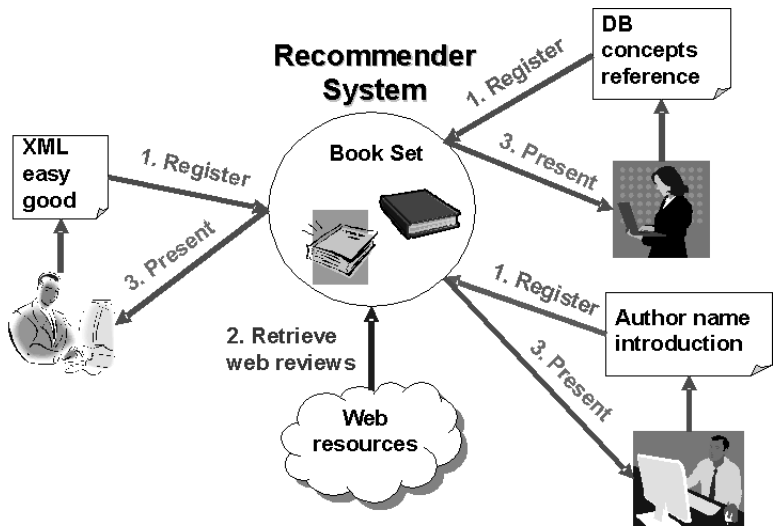 Recommender
System
Book Set
XML
easy
good
1. Register
3. Present
DB
concepts
reference
1. Register
3. Present
1. Register
Author name
introduction
3. Present
2. Retrieve
web reviews
Web
resources